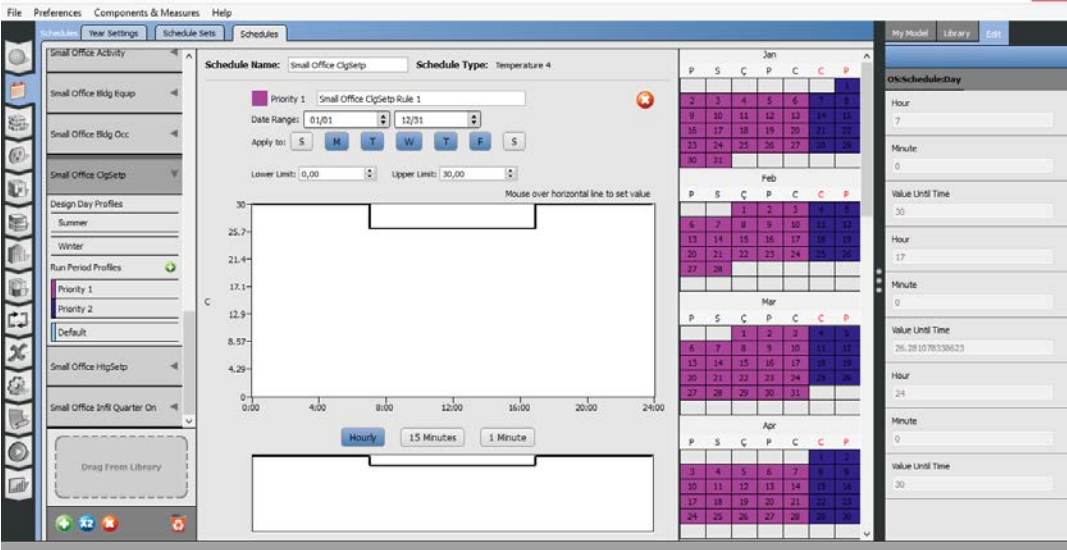 File Preferences Components & Measures Help
Schedules Year Settings Schedule Sets Schedules
My Model Library Edit
Small Office Activity
Small Office Bldg Equip
Small Office Bldg Occ
Small Office ClgSetp
Design Day Profiles
Summer
Winter
Run Period Profiles
Priority 1
Priority 2
Default
Small Office HtgSetp
Small Office Infil Quarter On
Drag From Library
X2
Schedule Name: Small Office ClgSetp Schedule Type: Temperature 4
Priority 1 Small Office ClgSetp Rule 1
Date Range: 01/01 12/31
Apply to: S M T W T F S
Lower Limit: 0,00 Upper Limit: 30,00
Mouse over horizontal line to set value
30
25.7
21.4
17.1
C
12.9
8.57
4.29
0
0:00 4:00 8:00 12:00 16:00 20:00 24:00
Hourly 15 Minutes 1 Minute
Jan
P S Ç P C C P
1
2 3 4 5 6 7 8
9 10 11 12 13 14 15
16 17 18 19 20 21 22
23 24 25 26 27 28 29
30 31
Feb
P S Ç P C C P
1 2 3 4 5
6 7 8 9 10 11 12
13 14 15 16 17 18 19
20 21 22 23 24 25 26
27 28
Mar
P S Ç P C C P
1 2 3 4 5
6 7 8 9 10 11 12
13 14 15 16 17 18 19
20 21 22 23 24 25 26
27 28 29 30 31
Apr
P S Ç P C C P
1 2
3 4 5 6 7 8 9
10 11 12 13 14 15 16
17 18 19 20 21 22 23
24 25 26 27 28 29 30
OS:Schedule:Day
Hour
7
Minute
0
Value Until Time
30
Hour
17
Minute
0
Value Until Time
26.281078338623
Hour
24
Minute
0
Value Until Time
30